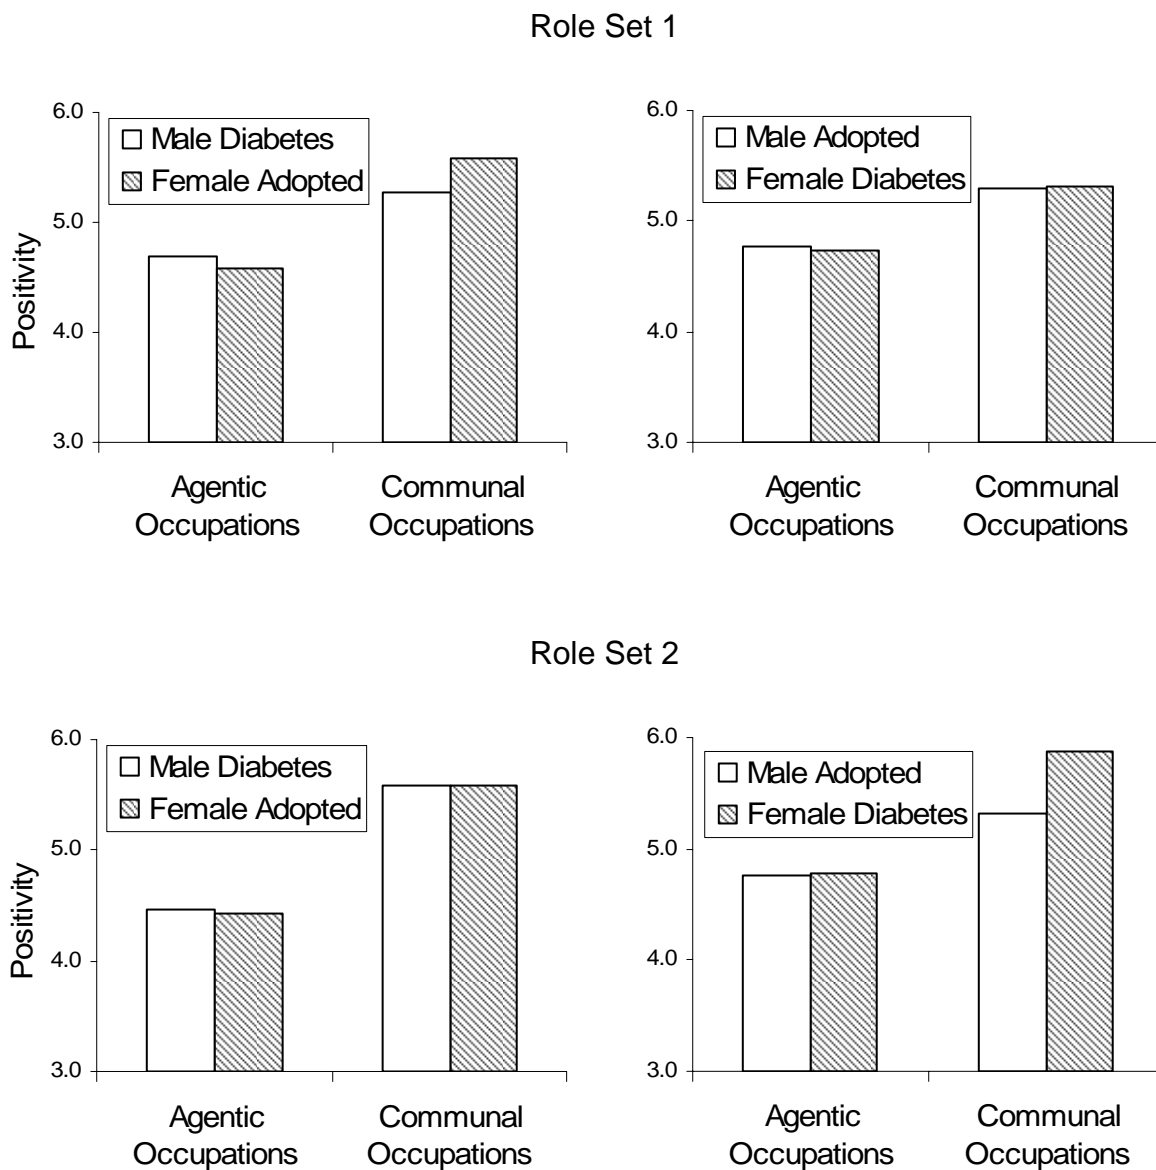 Role Set 1
6.0
5.0
4.0
3.0
Positivity
Male Diabetes
Female Adopted
Agentic
Occupations
Communal
Occupations
6.0
5.0
4.0
3.0
Male Adopted
Female Diabetes
Agentic
Occupations
Communal
Occupations
Role Set 2
6.0
5.0
4.0
3.0
Positivity
Male Diabetes
Female Adopted
Agentic
Occupations
Communal
Occupations
6.0
5.0
4.0
3.0
Male Adopted
Female Diabetes
Agentic
Occupations
Communal
Occupations